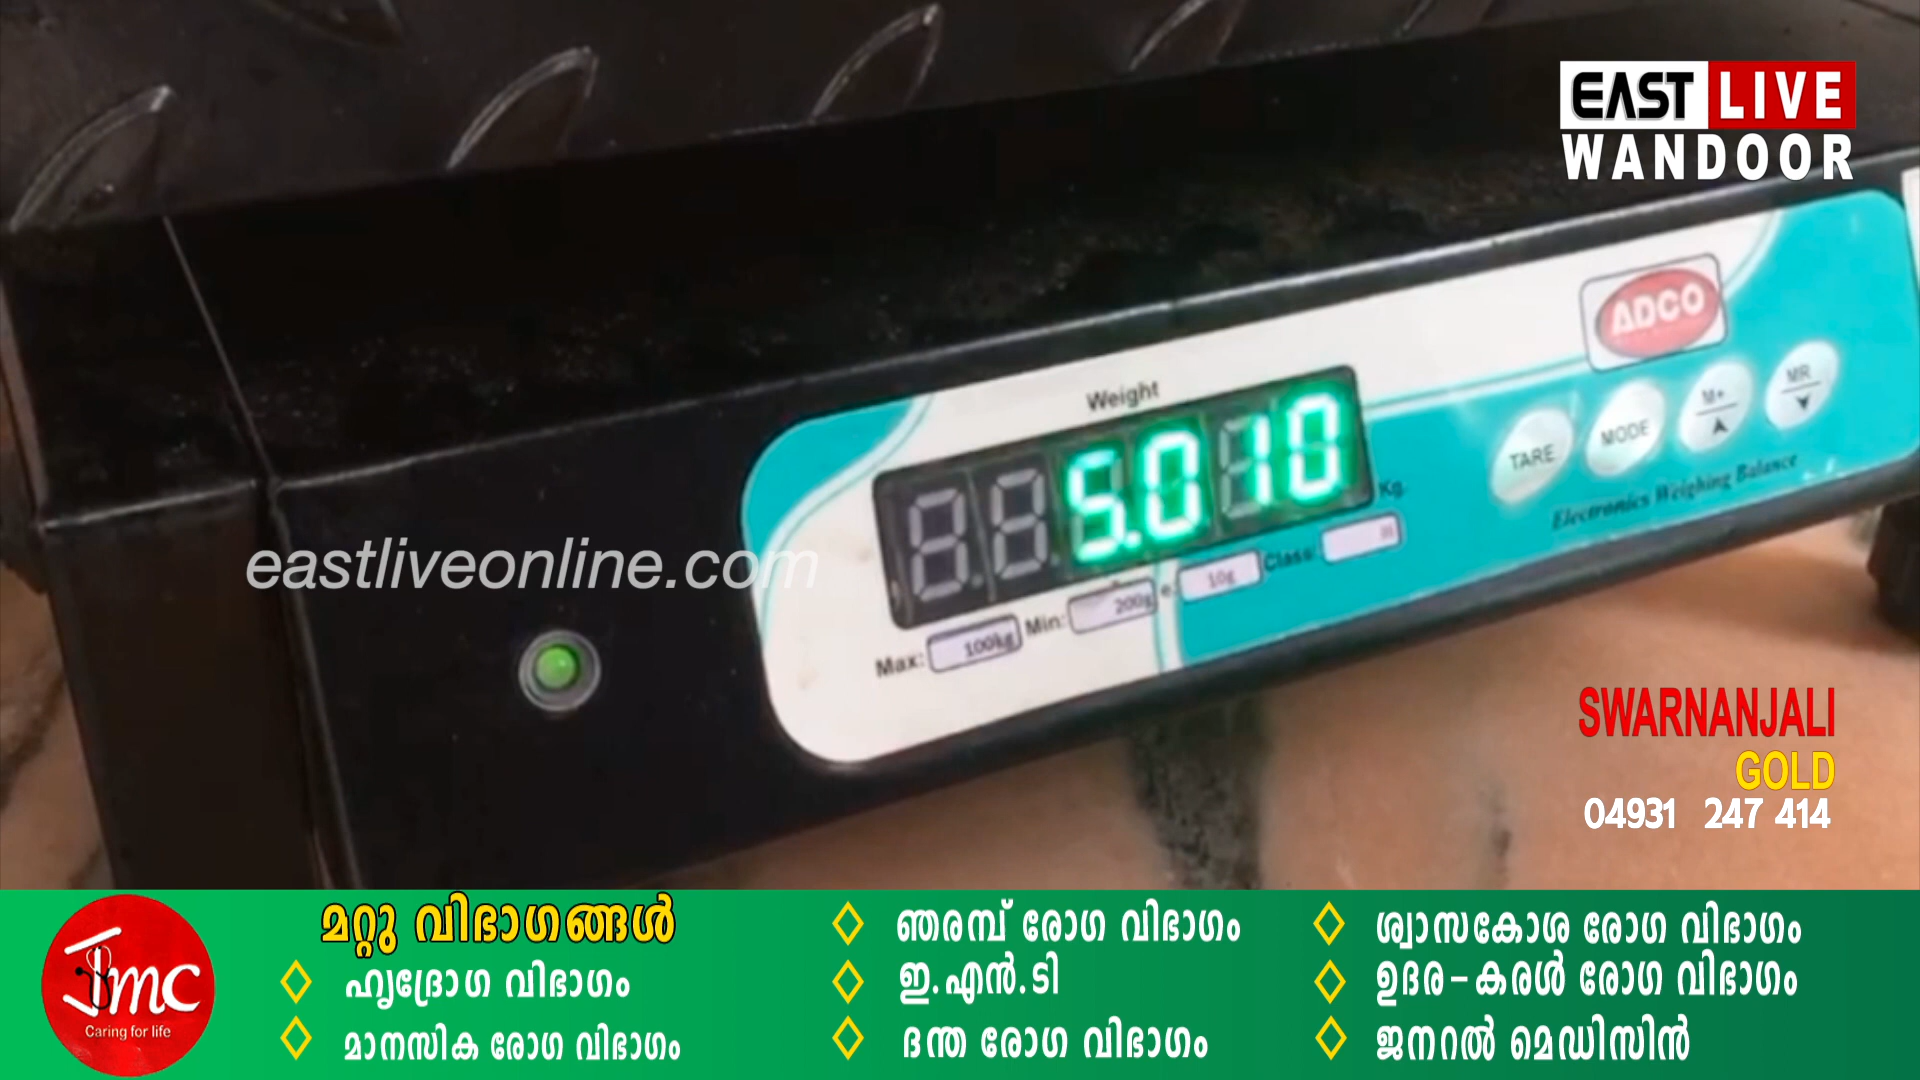 EAST LIVE
WANDOOR
ADCO
Weight
5.010
Kg.
TARE
MODE
M+
MR
Electronics Weighing Balance
Max: 100kg Min: 200g e: 10g Class:
eastliveonline.com
SWARNANJALI
GOLD
04931 247 414
Jmc
Caring for life
മറ്റു വിഭാഗങ്ങൾ
ഹൃദ്രോഗ വിഭാഗം
മാനസിക രോഗ വിഭാഗം
ഞരമ്പ് രോഗ വിഭാഗം
ഇ.എൻ.ടി
ദന്ത രോഗ വിഭാഗം
ശ്വാസകോശ രോഗ വിഭാഗം
ഉദര-കരൾ രോഗ വിഭാഗം
ജനറൽ മെഡിസിൻ